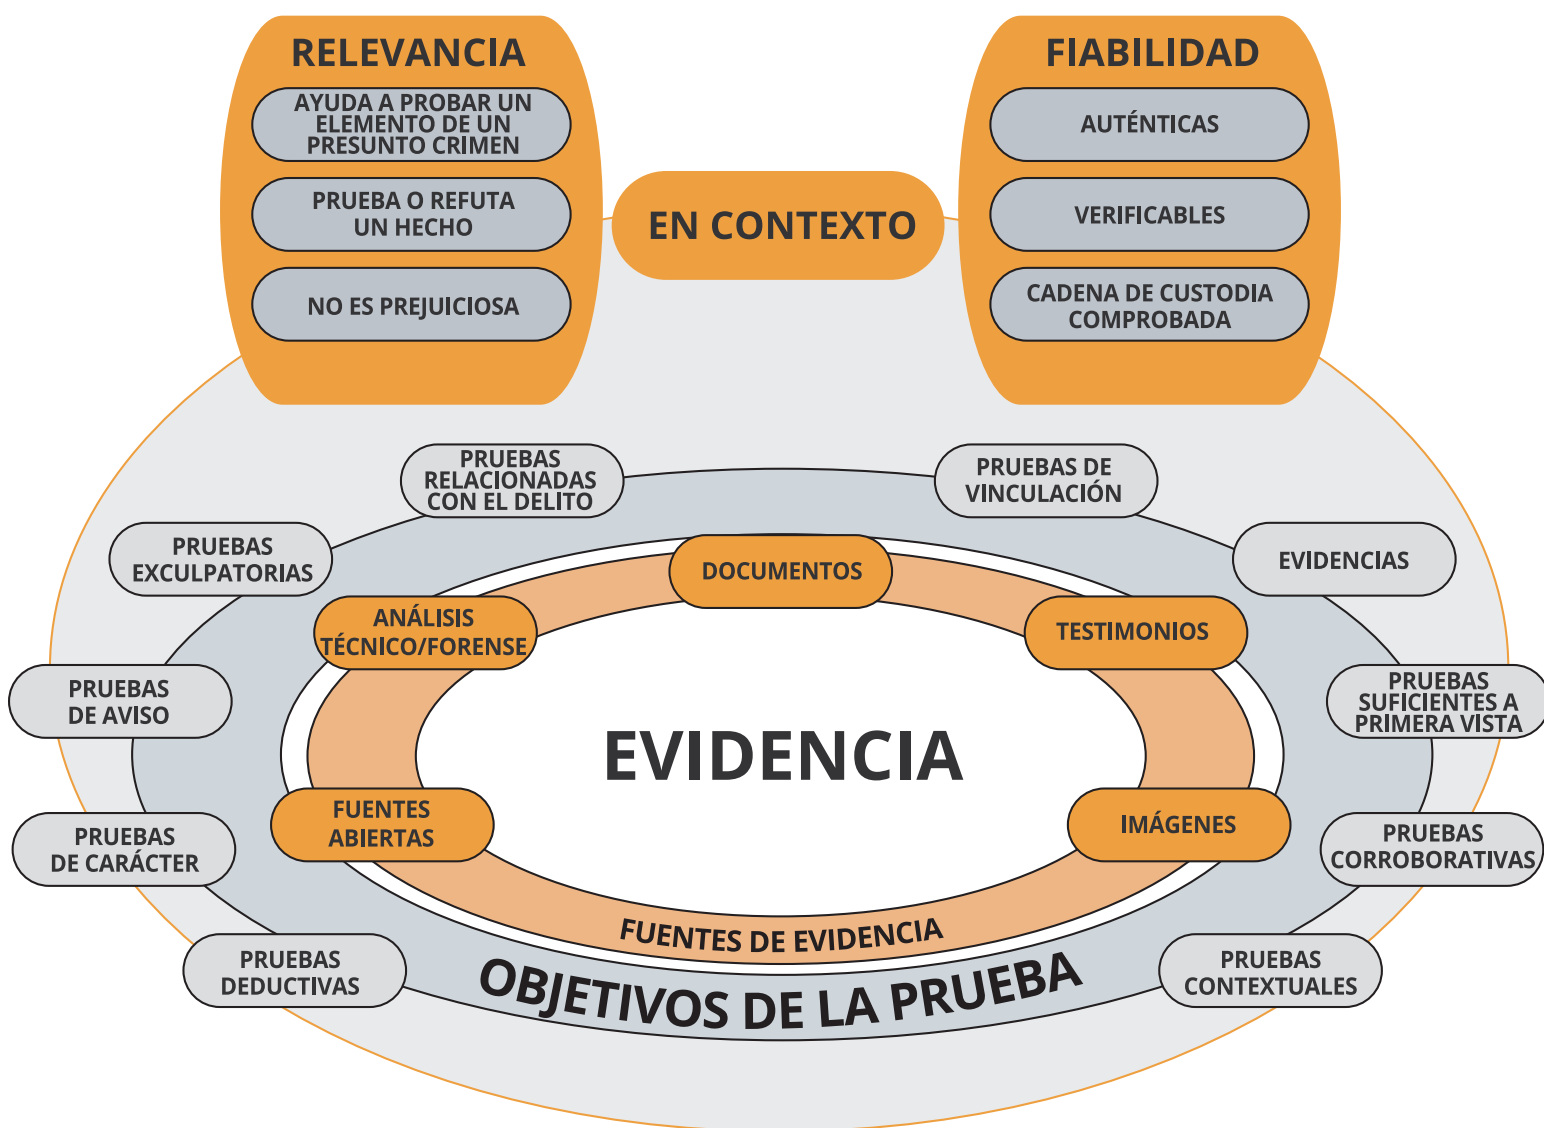 RELEVANCIA
AYUDA A PROBAR UN
ELEMENTO DE UN
PRESUNTO CRIMEN
PRUEBA O REFUTA
UN HECHO
NO ES PREJUICIOSA
EN CONTEXTO
FIABILIDAD
AUTÉNTICAS
VERIFICABLES
CADENA DE CUSTODIA
COMPROBADA
PRUEBAS
RELACIONADAS
CON EL DELITO
PRUEBAS DE
VINCULACIÓN
PRUEBAS
EXCULPATORIAS
EVIDENCIAS
DOCUMENTOS
ANÁLISIS
TÉCNICO/FORENSE
TESTIMONIOS
PRUEBAS
DE AVISO
PRUEBAS
SUFICIENTES A
PRIMERA VISTA
EVIDENCIA
FUENTES
ABIERTAS
IMÁGENES
PRUEBAS
DE CARÁCTER
PRUEBAS
CORROBORATIVAS
FUENTES DE EVIDENCIA
PRUEBAS
DEDUCTIVAS
OBJETIVOS DE LA PRUEBA
PRUEBAS
CONTEXTUALES